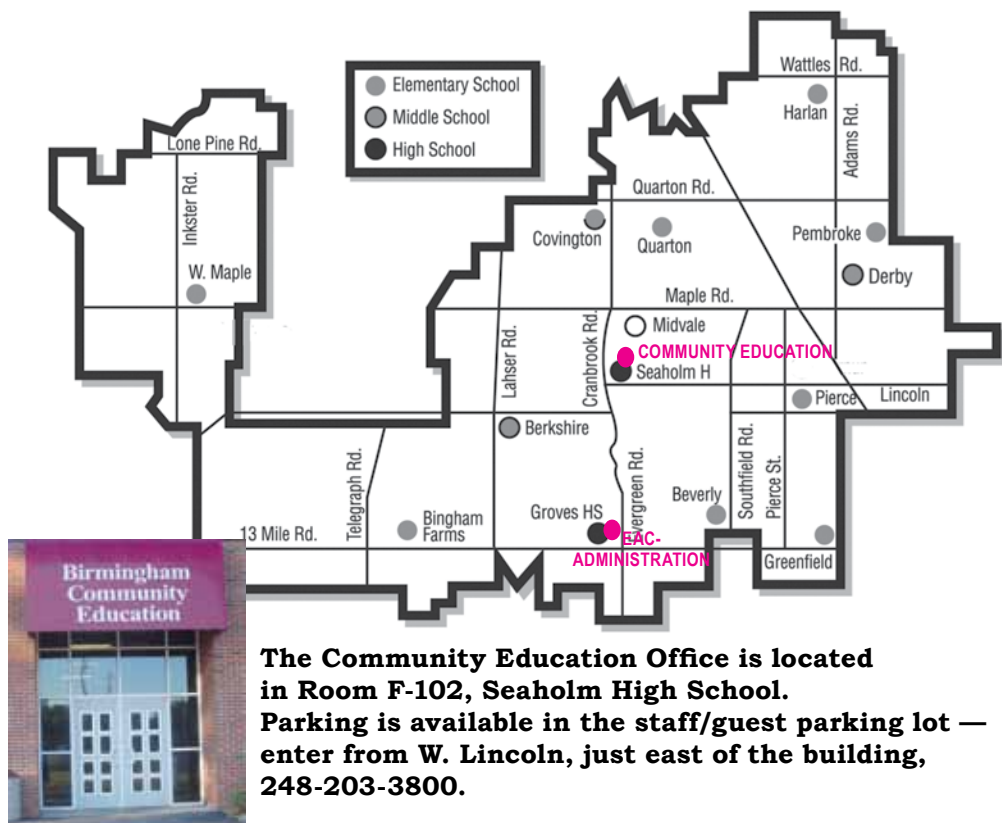 Elementary School
Middle School
High School
Wattles Rd.
Harlan
Adams Rd.
Lone Pine Rd.
Inkster Rd.
Quarton Rd.
Covington
Quarton
Pembroke
W. Maple
Derby
Maple Rd.
Midvale
COMMUNITY EDUCATION
Seaholm H
Lahser Rd.
Cranbrook Rd.
Pierce
Lincoln
Berkshire
Telegraph Rd.
Evergreen Rd.
Southfield Rd.
Pierce St.
Beverly
Bingham
Farms
Groves HS
13 Mile Rd.
EAC-
ADMINISTRATION
Greenfield
Birmingham
Community
Education
The Community Education Office is located
in Room F-102, Seaholm High School.
Parking is available in the staff/guest parking lot —
enter from W. Lincoln, just east of the building,
248-203-3800.